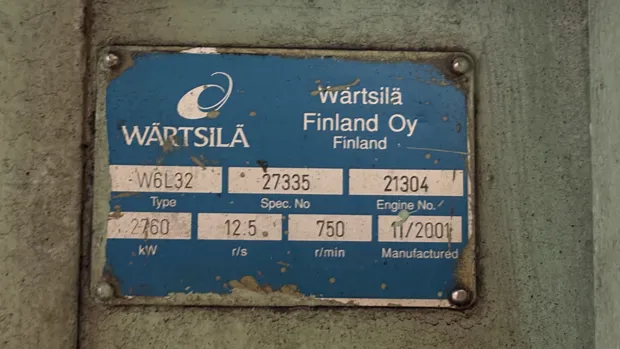 WÄRTSILÄ
Wärtsilä
Finland Oy
Finland
W6L32 27335 21304
Type Spec. No Engine No.
2760 12.5 750 11/2001
kW r/s r/min Manufactured